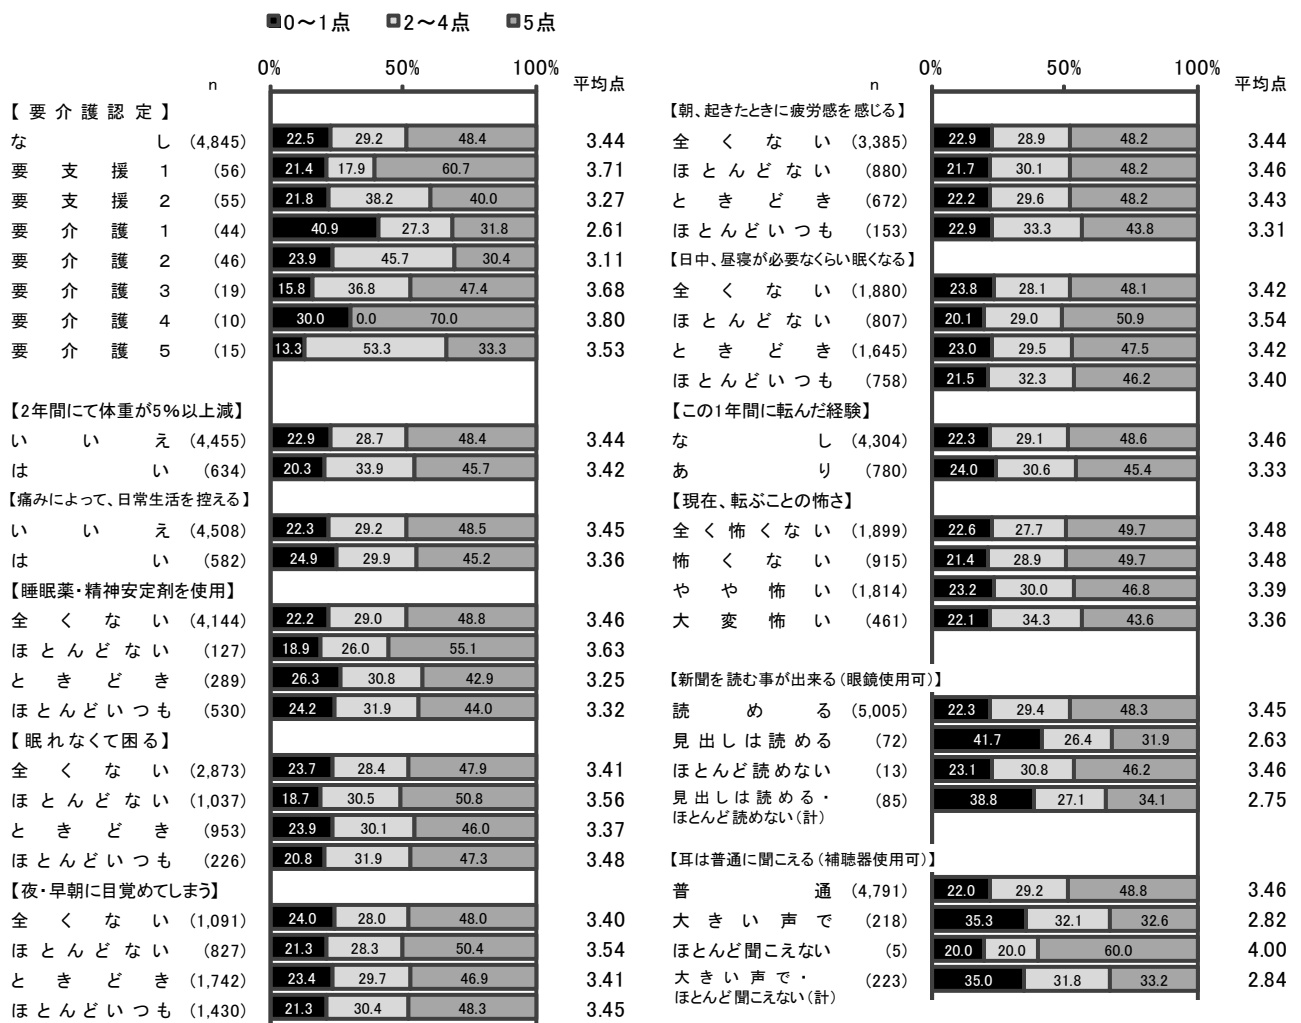 ■0～1点 □2～4点 ■5点
0% 50% 100%
n 平均点
【要介護認定】
なし (4,845) 22.5 29.2 48.4 3.44
要支援1 (56) 21.4 17.9 60.7 3.71
要支援2 (55) 21.8 38.2 40.0 3.27
要介護1 (44) 40.9 27.3 31.8 2.61
要介護2 (46) 23.9 45.7 30.4 3.11
要介護3 (19) 15.8 36.8 47.4 3.68
要介護4 (10) 30.0 0.0 70.0 3.80
要介護5 (15) 13.3 53.3 33.3 3.53
【2年間にて体重が5%以上減】
いいえ (4,455) 22.9 28.7 48.4 3.44
はい (634) 20.3 33.9 45.7 3.42
【痛みによって、日常生活を控える】
いいえ (4,508) 22.3 29.2 48.5 3.45
はい (582) 24.9 29.9 45.2 3.36
【睡眠薬・精神安定剤を使用】
全くない (4,144) 22.2 29.0 48.8 3.46
ほとんどない (127) 18.9 26.0 55.1 3.63
ときどき (289) 26.3 30.8 42.9 3.25
ほとんどいつも (530) 24.2 31.9 44.0 3.32
【眠れなくて困る】
全くない (2,873) 23.7 28.4 47.9 3.41
ほとんどない (1,037) 18.7 30.5 50.8 3.56
ときどき (953) 23.9 30.1 46.0 3.37
ほとんどいつも (226) 20.8 31.9 47.3 3.48
【夜・早朝に目覚めてしまう】
全くない (1,091) 24.0 28.0 48.0 3.40
ほとんどない (827) 21.3 28.3 50.4 3.54
ときどき (1,742) 23.4 29.7 46.9 3.41
ほとんどいつも (1,430) 21.3 30.4 48.3 3.45
0% 50% 100%
n 平均点
【朝、起きたときに疲労感を感じる】
全くない (3,385) 22.9 28.9 48.2 3.44
ほとんどない (880) 21.7 30.1 48.2 3.46
ときどき (672) 22.2 29.6 48.2 3.43
ほとんどいつも (153) 22.9 33.3 43.8 3.31
【日中、昼寝が必要なくらい眠くなる】
全くない (1,880) 23.8 28.1 48.1 3.42
ほとんどない (807) 20.1 29.0 50.9 3.54
ときどき (1,645) 23.0 29.5 47.5 3.42
ほとんどいつも (758) 21.5 32.3 46.2 3.40
【この1年間に転んだ経験】
なし (4,304) 22.3 29.1 48.6 3.46
あり (780) 24.0 30.6 45.4 3.33
【現在、転ぶことの怖さ】
全く怖くない (1,899) 22.6 27.7 49.7 3.48
怖くない (915) 21.4 28.9 49.7 3.48
やや怖い (1,814) 23.2 30.0 46.8 3.39
大変怖い (461) 22.1 34.3 43.6 3.36
【新聞を読む事が出来る(眼鏡使用可)】
読める (5,005) 22.3 29.4 48.3 3.45
見出しは読める (72) 41.7 26.4 31.9 2.63
ほとんど読めない (13) 23.1 30.8 46.2 3.46
見出しは読める・
ほとんど読めない(計) (85) 38.8 27.1 34.1 2.75
【耳は普通に聞こえる(補聴器使用可)】
普通 (4,791) 22.0 29.2 48.8 3.46
大きい声で (218) 35.3 32.1 32.6 2.82
ほとんど聞こえない (5) 20.0 20.0 60.0 4.00
大きい声で・
ほとんど聞こえない(計) (223) 35.0 31.8 33.2 2.84